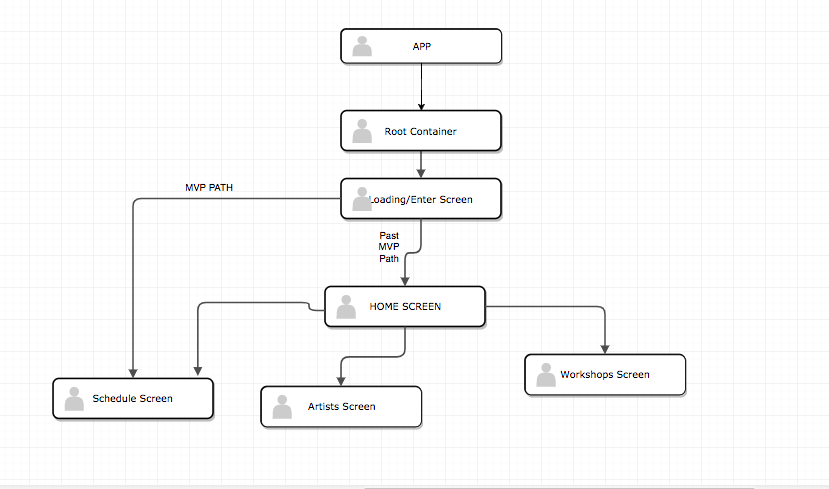 APP
Root Container
MVP PATH
Loading/Enter Screen
Past
MVP
Path
HOME SCREEN
Workshops Screen
Schedule Screen
Artists Screen